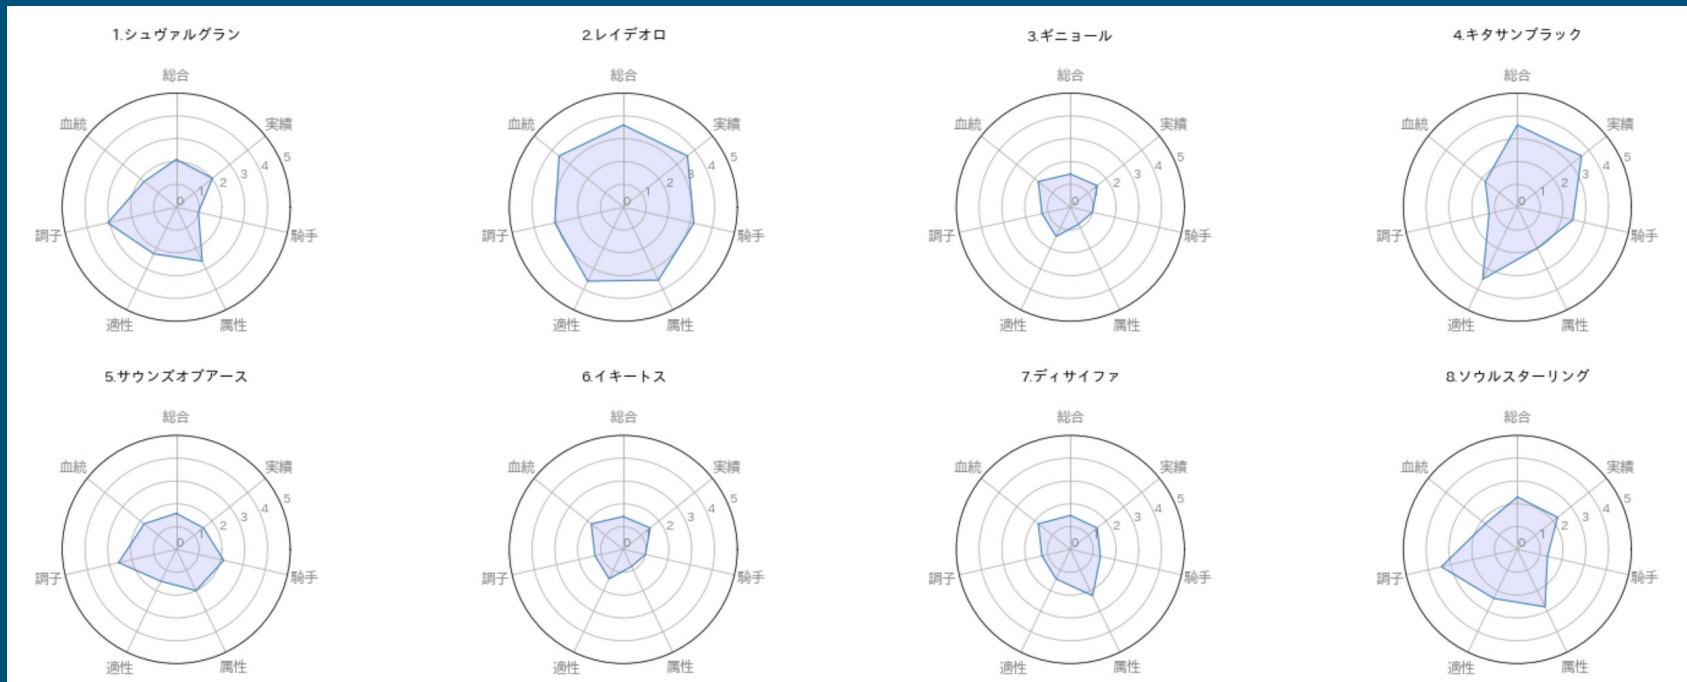 1.シュヴァルグラン
総合
血統
実績
5
4
3
2
1
0
調子
騎手
適性
属性
2.レイデオロ
総合
血統
実績
5
4
3
2
1
0
調子
騎手
適性
属性
3.ギニョール
総合
血統
実績
5
4
3
2
1
0
調子
騎手
適性
属性
4.キタサンブラック
総合
血統
実績
5
4
3
2
1
0
調子
騎手
適性
属性
5.サウンズオブアース
総合
血統
実績
5
4
3
2
1
0
調子
騎手
適性
属性
6.イキートス
総合
血統
実績
5
4
3
2
1
0
調子
騎手
適性
属性
7.ディサイファ
総合
血統
実績
5
4
3
2
1
0
調子
騎手
適性
属性
8.ソウルスターリング
総合
血統
実績
5
4
3
2
1
0
調子
騎手
適性
属性